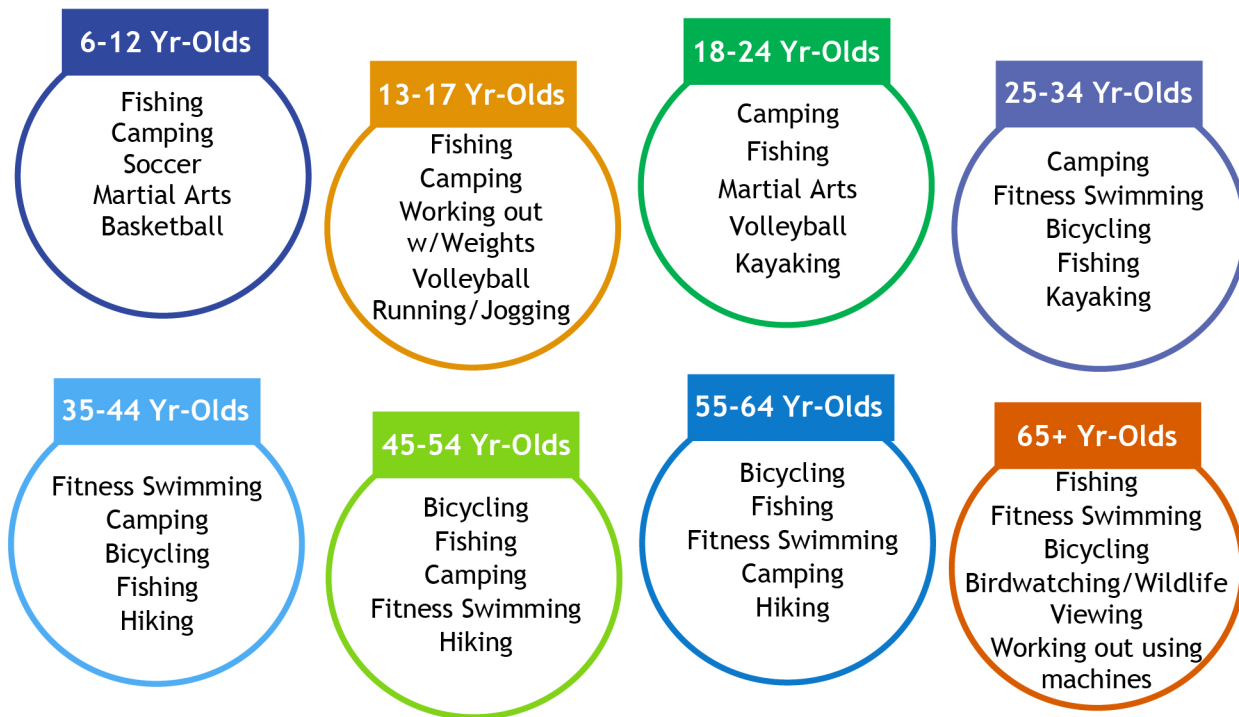 6-12 Yr-Olds
Fishing
Camping
Soccer
Martial Arts
Basketball
13-17 Yr-Olds
Fishing
Camping
Working out
w/Weights
Volleyball
Running/Jogging
18-24 Yr-Olds
Camping
Fishing
Martial Arts
Volleyball
Kayaking
25-34 Yr-Olds
Camping
Fitness Swimming
Bicycling
Fishing
Kayaking
35-44 Yr-Olds
Fitness Swimming
Camping
Bicycling
Fishing
Hiking
45-54 Yr-Olds
Bicycling
Fishing
Camping
Fitness Swimming
Hiking
55-64 Yr-Olds
Bicycling
Fishing
Fitness Swimming
Camping
Hiking
65+ Yr-Olds
Fishing
Fitness Swimming
Bicycling
Birdwatching/Wildlife
Viewing
Working out using
machines